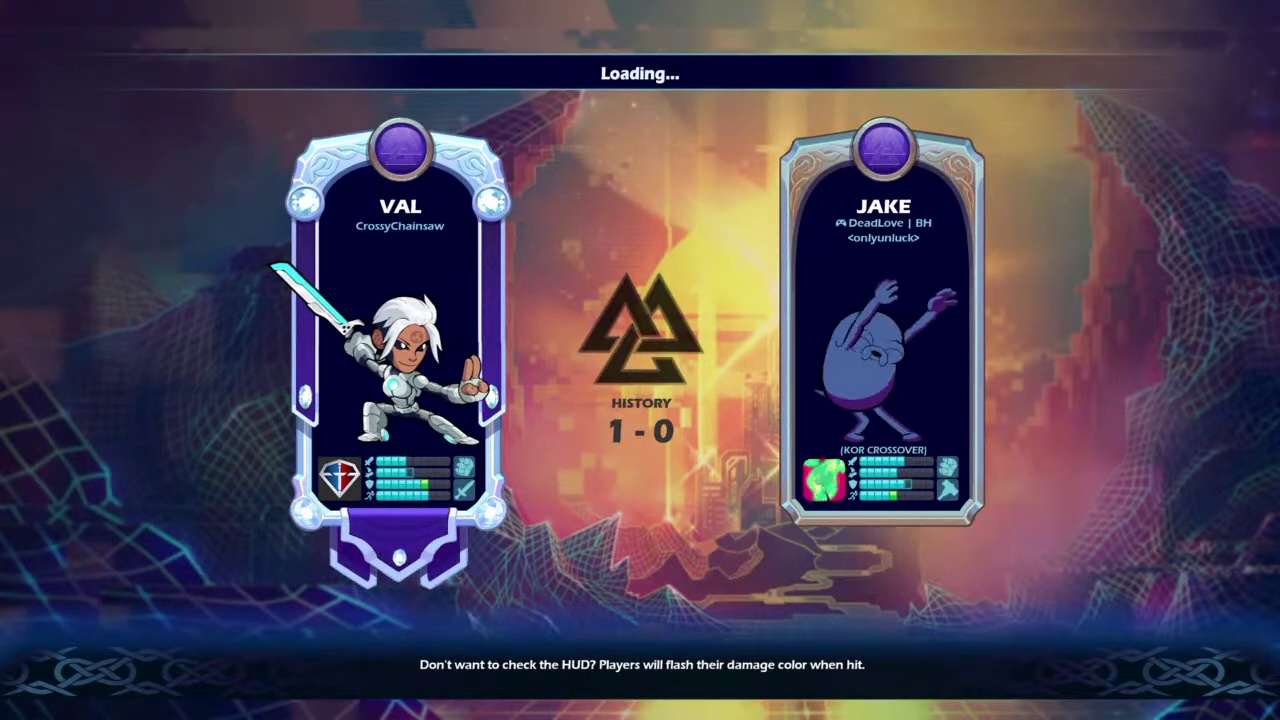 Loading...
VAL
CrossyChainsaw
JAKE
DeadLove | BH
<onlyunluck>
HISTORY
1 - 0
(KOR CROSSOVER)
Don't want to check the HUD? Players will flash their damage color when hit.